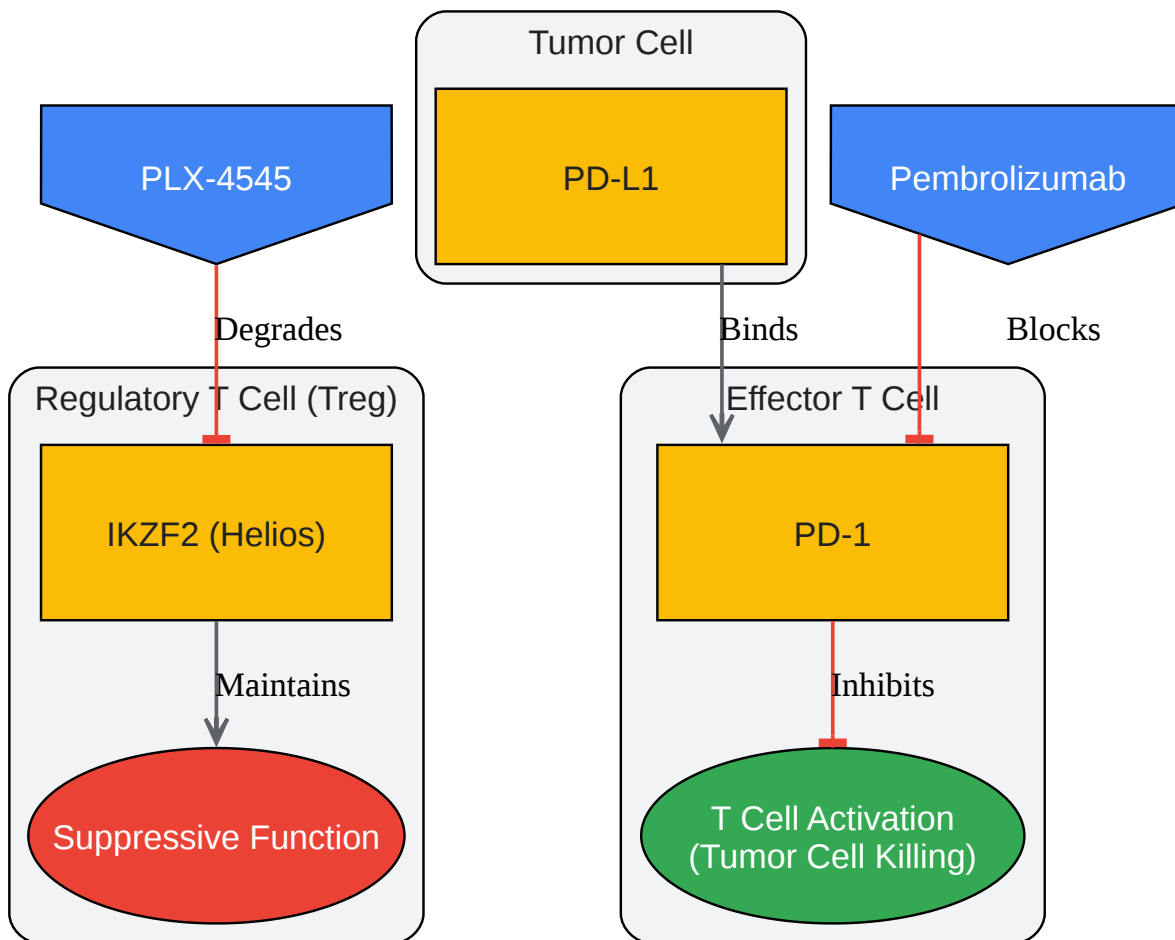 Tumor Cell
PLX-4545
PD-L1
Pembrolizumab
Degrades
Binds
Blocks
Regulatory T Cell (Treg)
Effector T Cell
IKZF2 (Helios)
PD-1
Maintains
Inhibits
Suppressive Function
T Cell Activation
(Tumor Cell Killing)